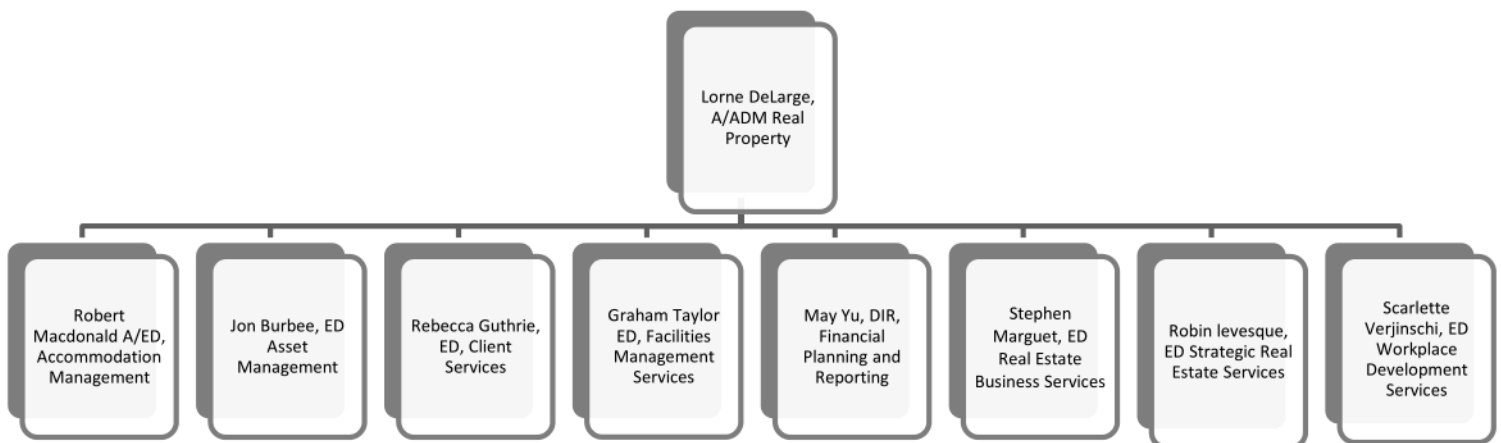 Lorne DeLarge,
A/ADM Real
Property
Robert
Macdonald A/ED,
Accommodation
Management
Jon Burbee, ED
Asset
Management
Rebecca Guthrie,
ED, Client
Services
Graham Taylor
ED, Facilities
Management
Services
May Yu, DIR,
Financial
Planning and
Reporting
Stephen
Marguet, ED
Real Estate
Business Services
Robin levesque,
ED Strategic Real
Estate Services
Scarlette
Verjinschi, ED
Workplace
Development
Services